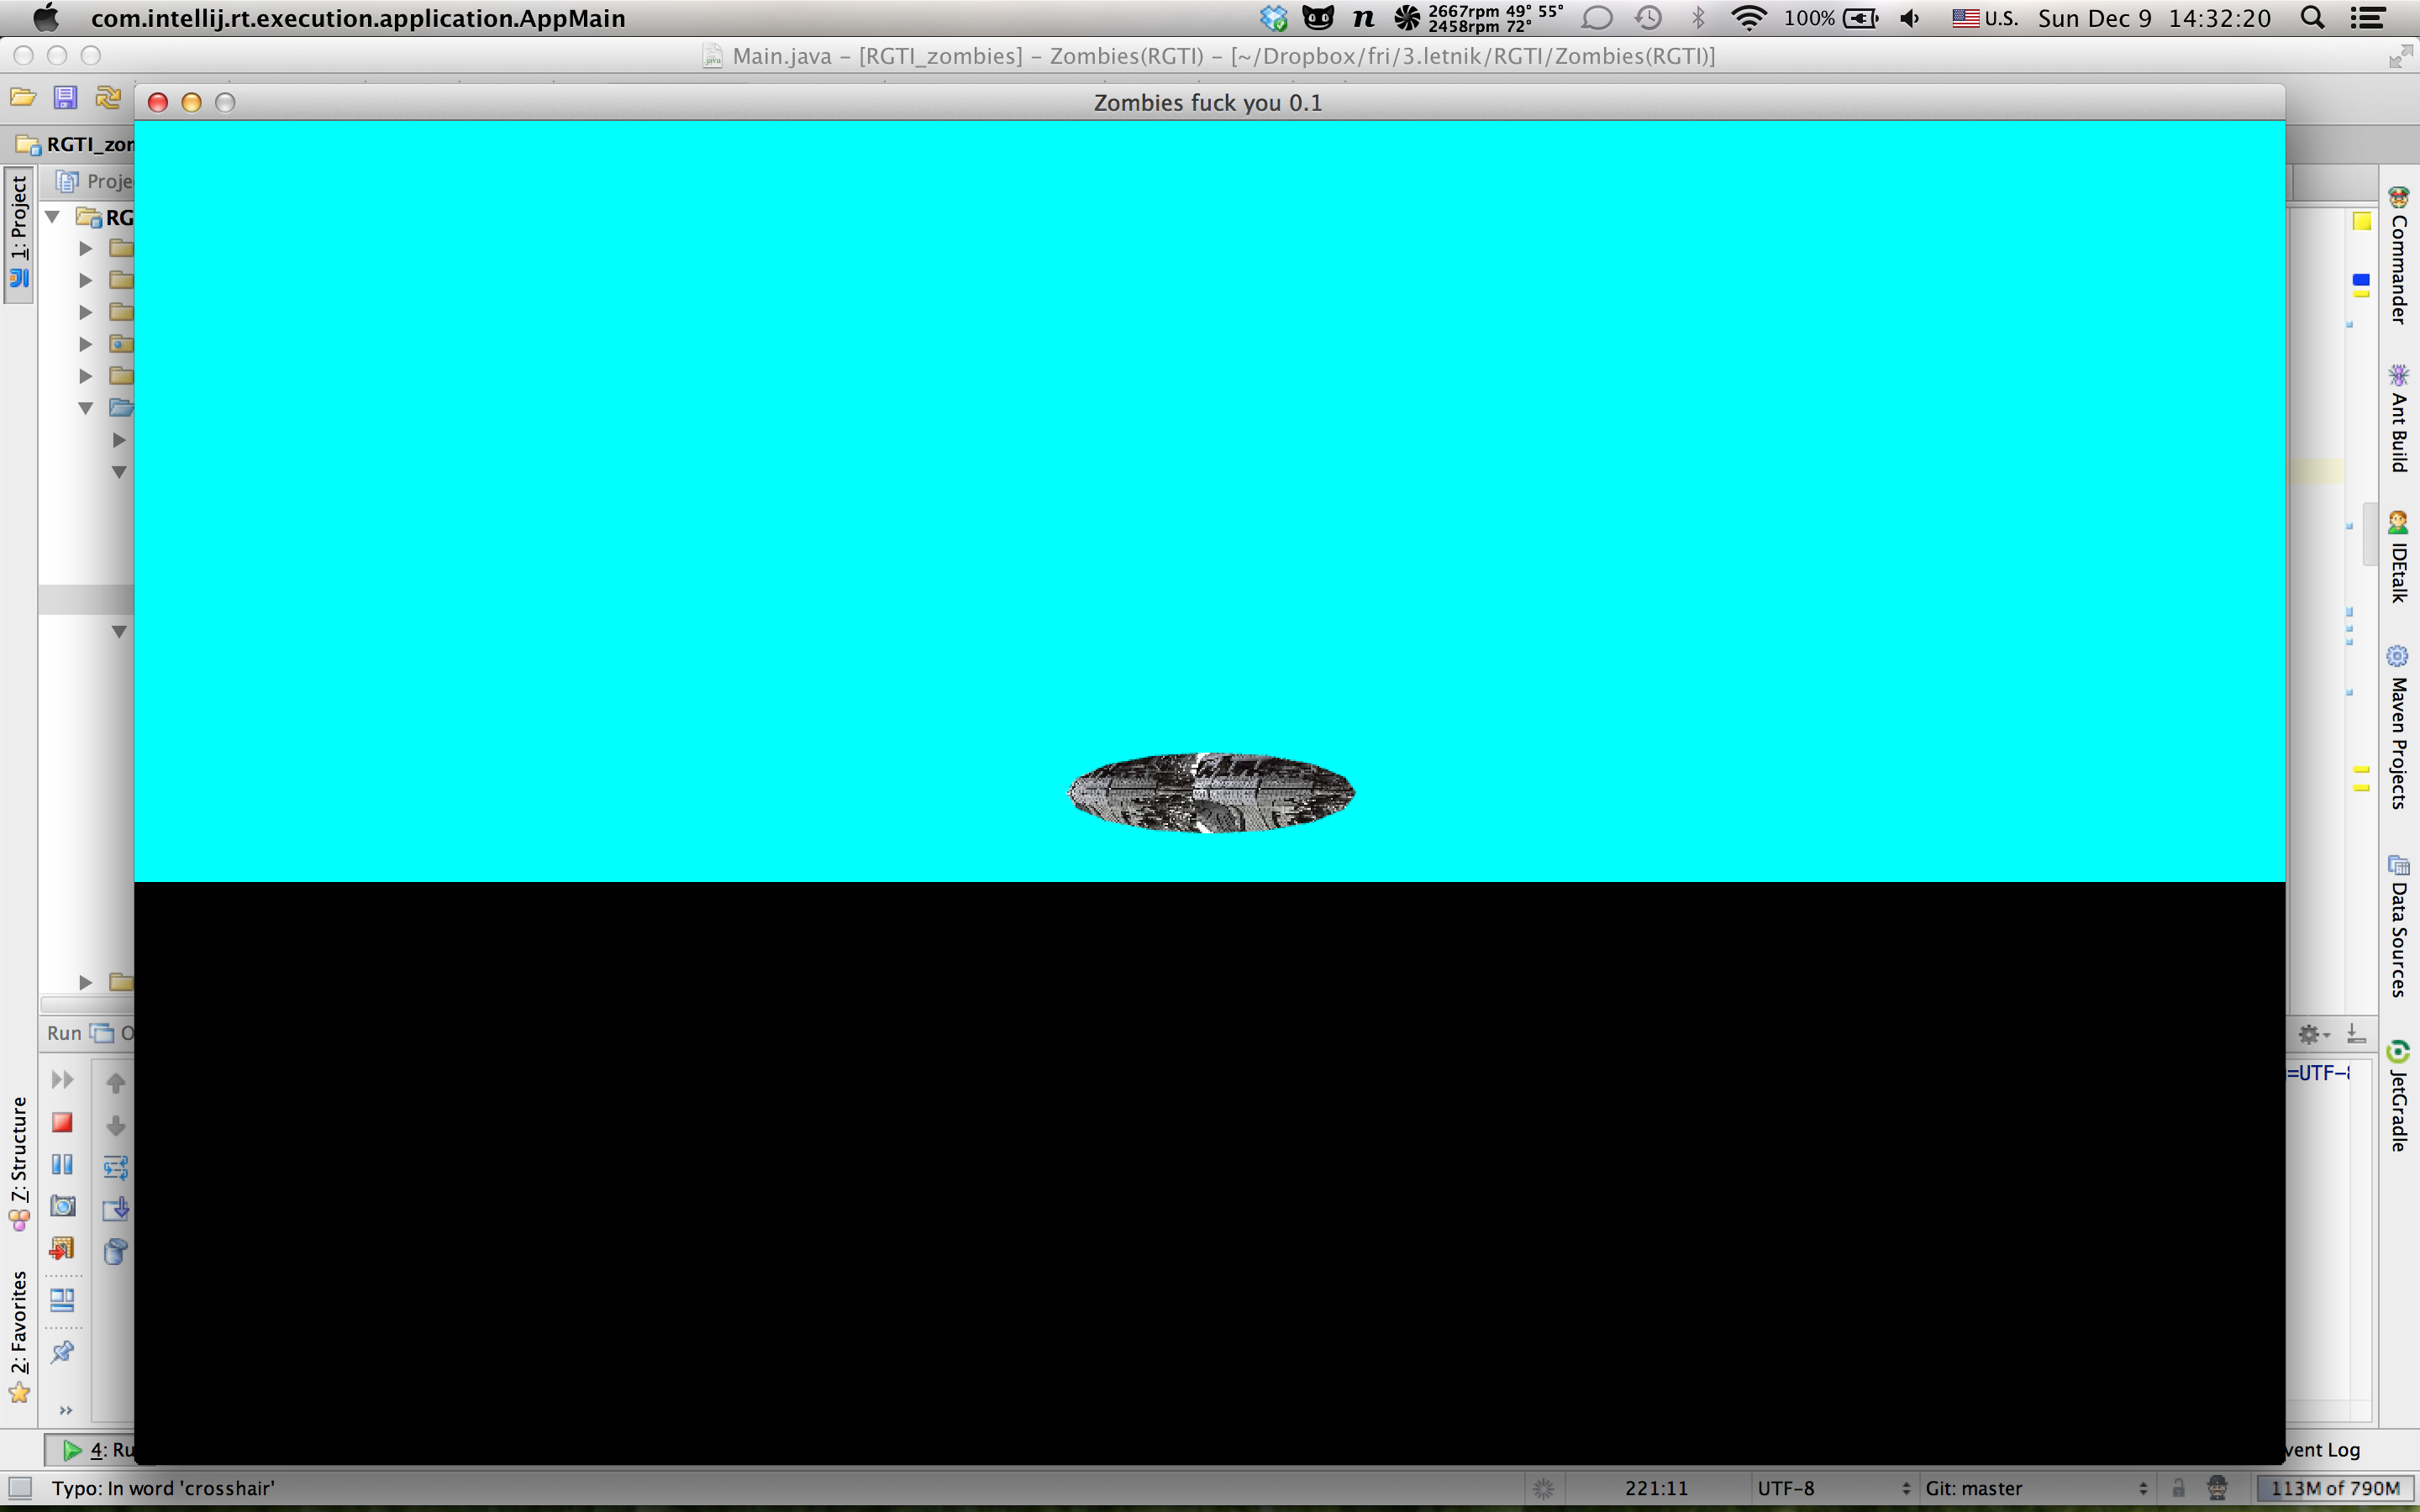 com.intellij.rt.execution.application.AppMain
n 2667rpm 49° 55° 100% U.S. Sun Dec 9 14:32:20
2458rpm 72°
Main.java – [RGTI_zombies] – Zombies(RGTI) – [~/Dropbox/fri/3.letnik/RGTI/Zombies(RGTI)]
Zombies fuck you 0.1
RGTI_zor
1: Project
Proje
RG
Commander
Ant Build
IDEtalk
Maven Projects
Data Sources
JetGradle
Run O
=UTF-8
7: Structure
2: Favorites
4: Ru
vent Log
Typo: In word 'crosshair'
221:11
UTF-8
Git: master
113M of 790M